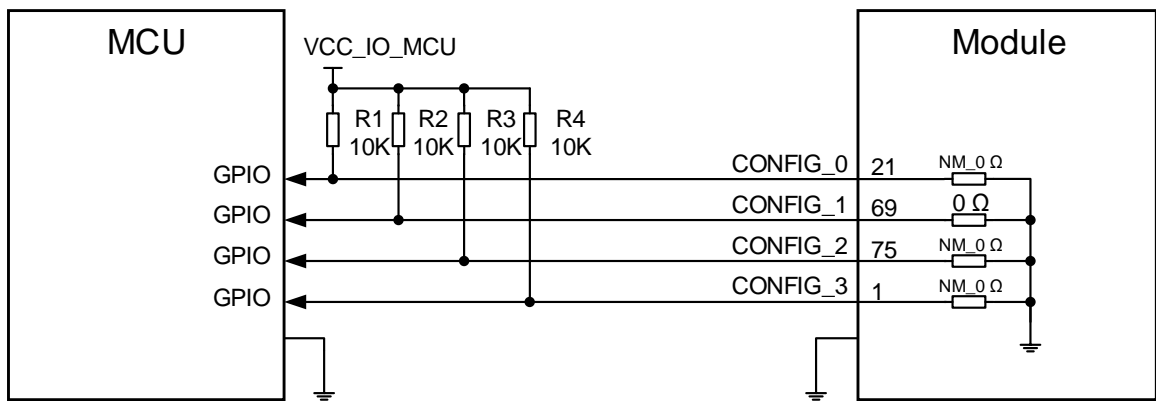 MCU
Module
VCC_IO_MCU
R1 R2 R3 R4
10K 10K 10K 10K
GPIO CONFIG_0 21 NM_0 Ω
GPIO CONFIG_1 69 0 Ω
GPIO CONFIG_2 75 NM_0 Ω
GPIO CONFIG_3 1 NM_0 Ω